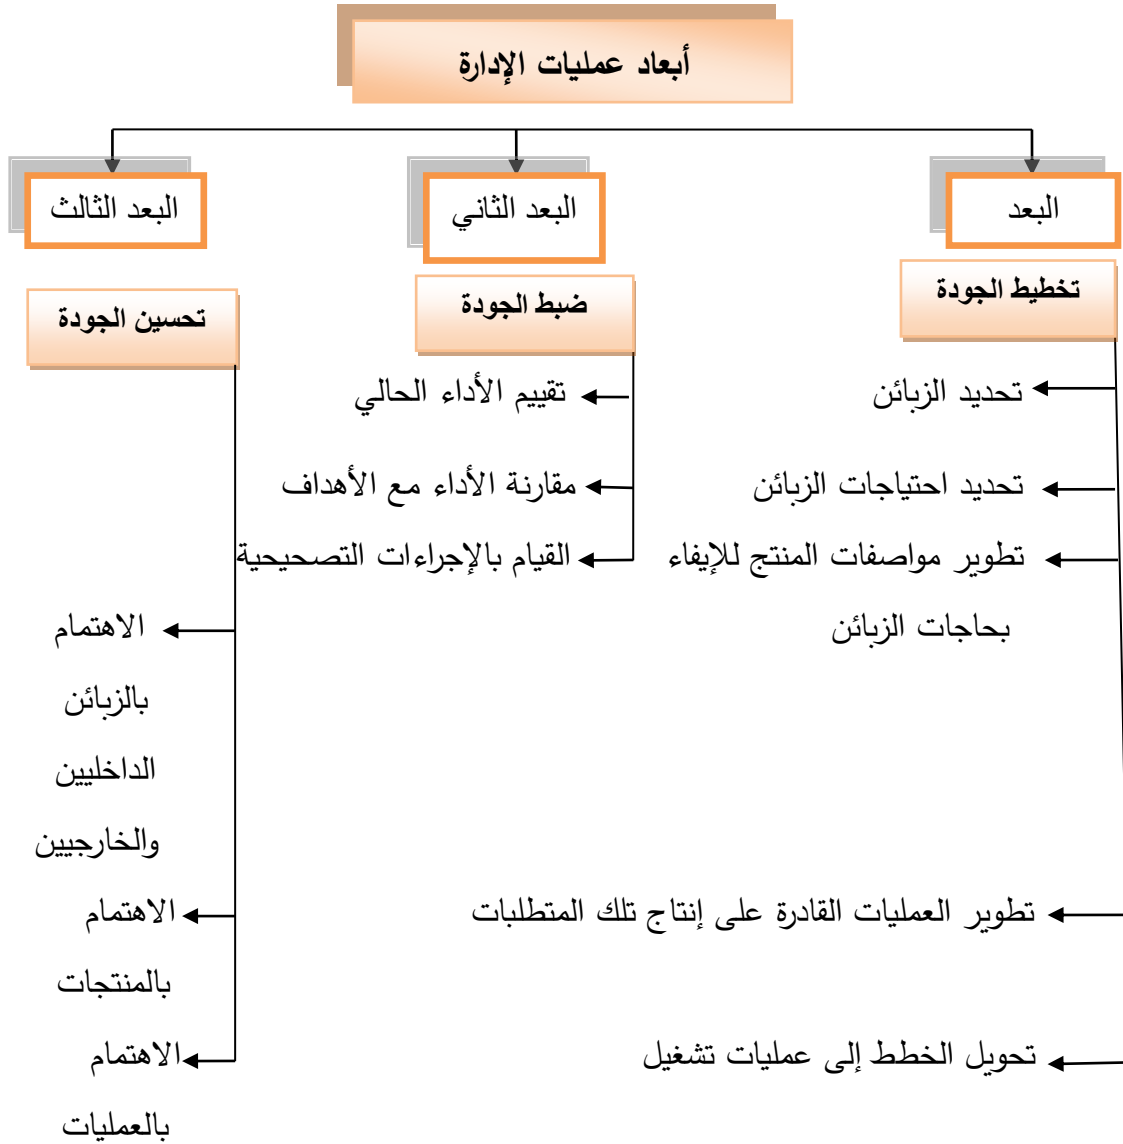 أبعاد عمليات الإدارة
البعد
تخطيط الجودة
تحديد الزبائن
تحديد احتياجات الزبائن
تطوير مواصفات المنتج للإيفاء
بحاجات الزبائن
تطوير العمليات القادرة على إنتاج تلك المتطلبات
تحويل الخطط إلى عمليات تشغيل
البعد الثاني
ضبط الجودة
تقييم الأداء الحالي
مقارنة الأداء مع الأهداف
القيام بالإجراءات التصحيحية
البعد الثالث
تحسين الجودة
الاهتمام
بالزبائن
الداخليين
والخارجيين
الاهتمام
بالمنتجات
الاهتمام
بالعمليات